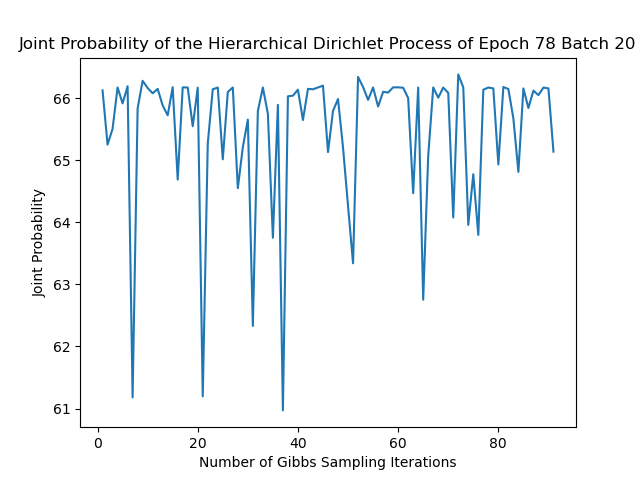 Joint Probability of the Hierarchical Dirichlet Process of Epoch 78 Batch 20
66
65
64
63
62
61
Joint Probability
0 20 40 60 80
Number of Gibbs Sampling Iterations